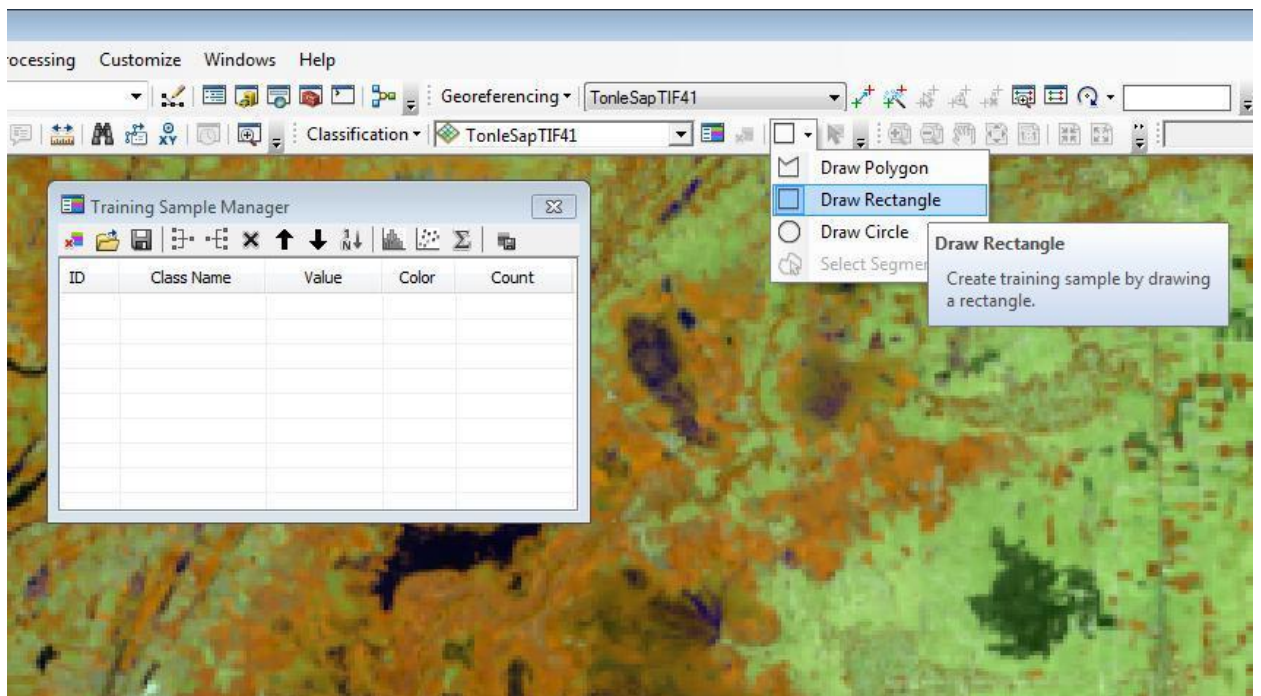 rocessing Customize Windows Help
Georeferencing TonleSapTIF41
Classification TonleSapTIF41
Draw Polygon
Training Sample Manager
Draw Rectangle
Draw Circle
Draw Rectangle
Select Segme
Create training sample by drawing
a rectangle.
ID Class Name Value Color Count